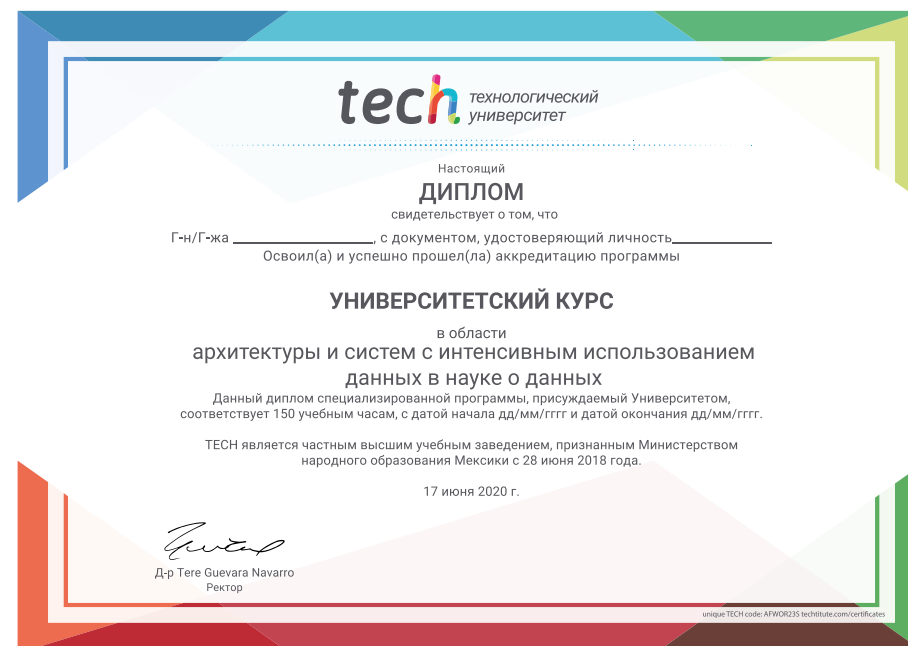 tech технологический
университет
Настоящий
ДИПЛОМ
свидетельствует о том, что
Г-н/Г-жа ____________________, с документом, удостоверяющий личность______________
Освоил(а) и успешно прошел(ла) аккредитацию программы
УНИВЕРСИТЕТСКИЙ КУРС
в области
архитектуры и систем с интенсивным использованием
данных в науке о данных
Данный диплом специализированной программы, присуждаемый Университетом,
соответствует 150 учебным часам, с датой начала дд/мм/гггг и датой окончания дд/мм/гггг.
TECH является частным высшим учебным заведением, признанным Министерством
народного образования Мексики с 28 июня 2018 года.
17 июня 2020 г.
Д-р Tere Guevara Navarro
Ректор
unique TECH code: AFWOR23S techtitute.com/certificates